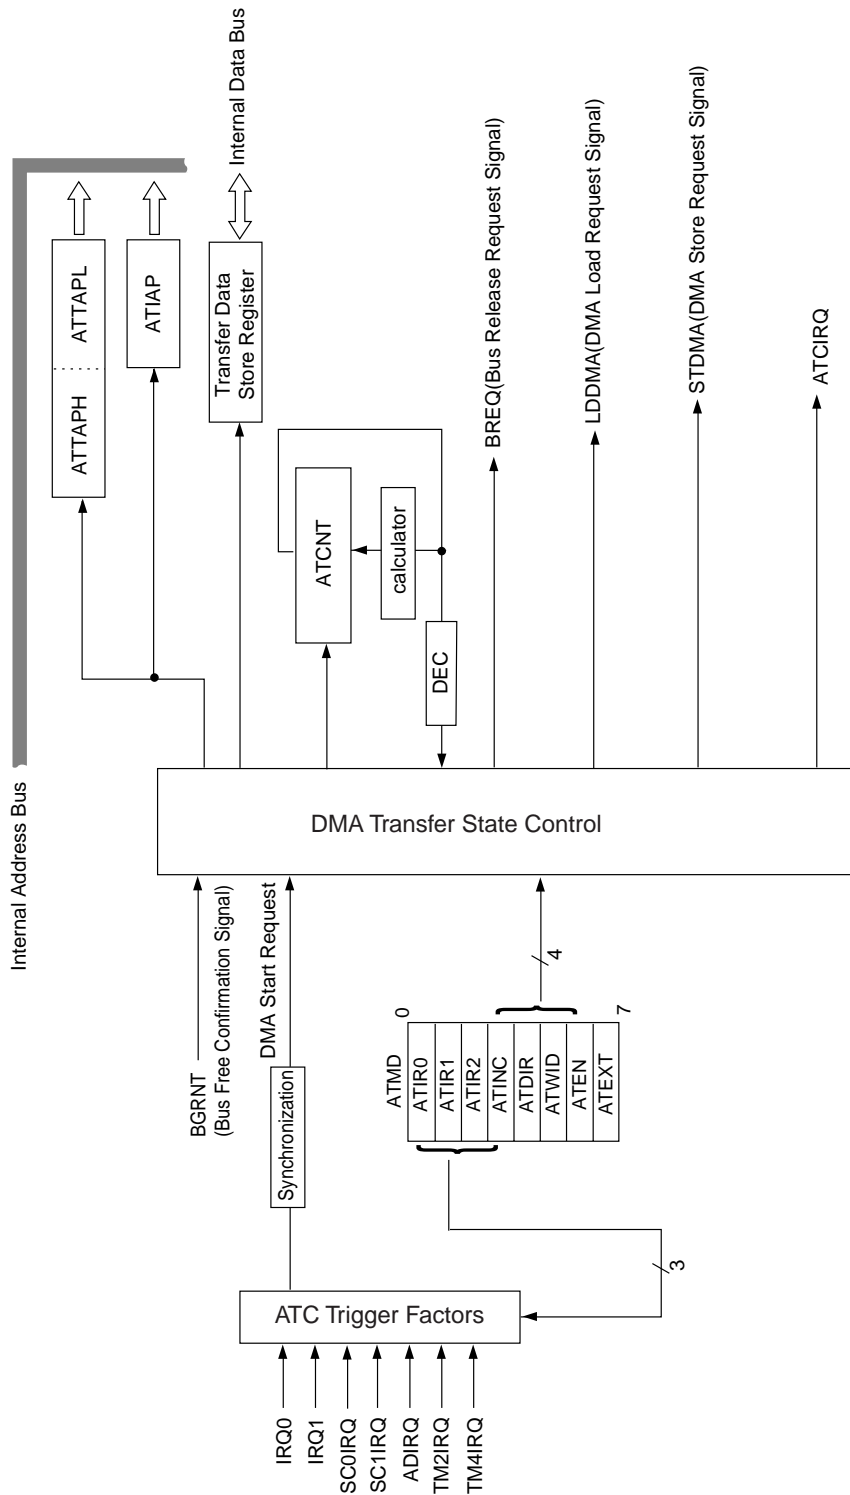 Internal Address Bus
ATTAPH
ATTAPL
ATIAP
Transfer Data
Store Register
Internal Data Bus
ATCNT
calculator
DEC
BREQ(Bus Release Request Signal)
LDDMA(DMA Load Request Signal)
STDMA(DMA Store Request Signal)
ATCIRQ
DMA Transfer State Control
BGRNT
(Bus Free Confirmation Signal)
DMA Start Request
Synchronization
ATC Trigger Factors
IRQ0
IRQ1
SC0IRQ
SC1IRQ
ADIRQ
TM2IRQ
TM4IRQ
ATMD
0
ATIR0
ATIR1
ATIR2
ATINC
ATDIR
ATWID
ATEN
ATEXT
7
4
3